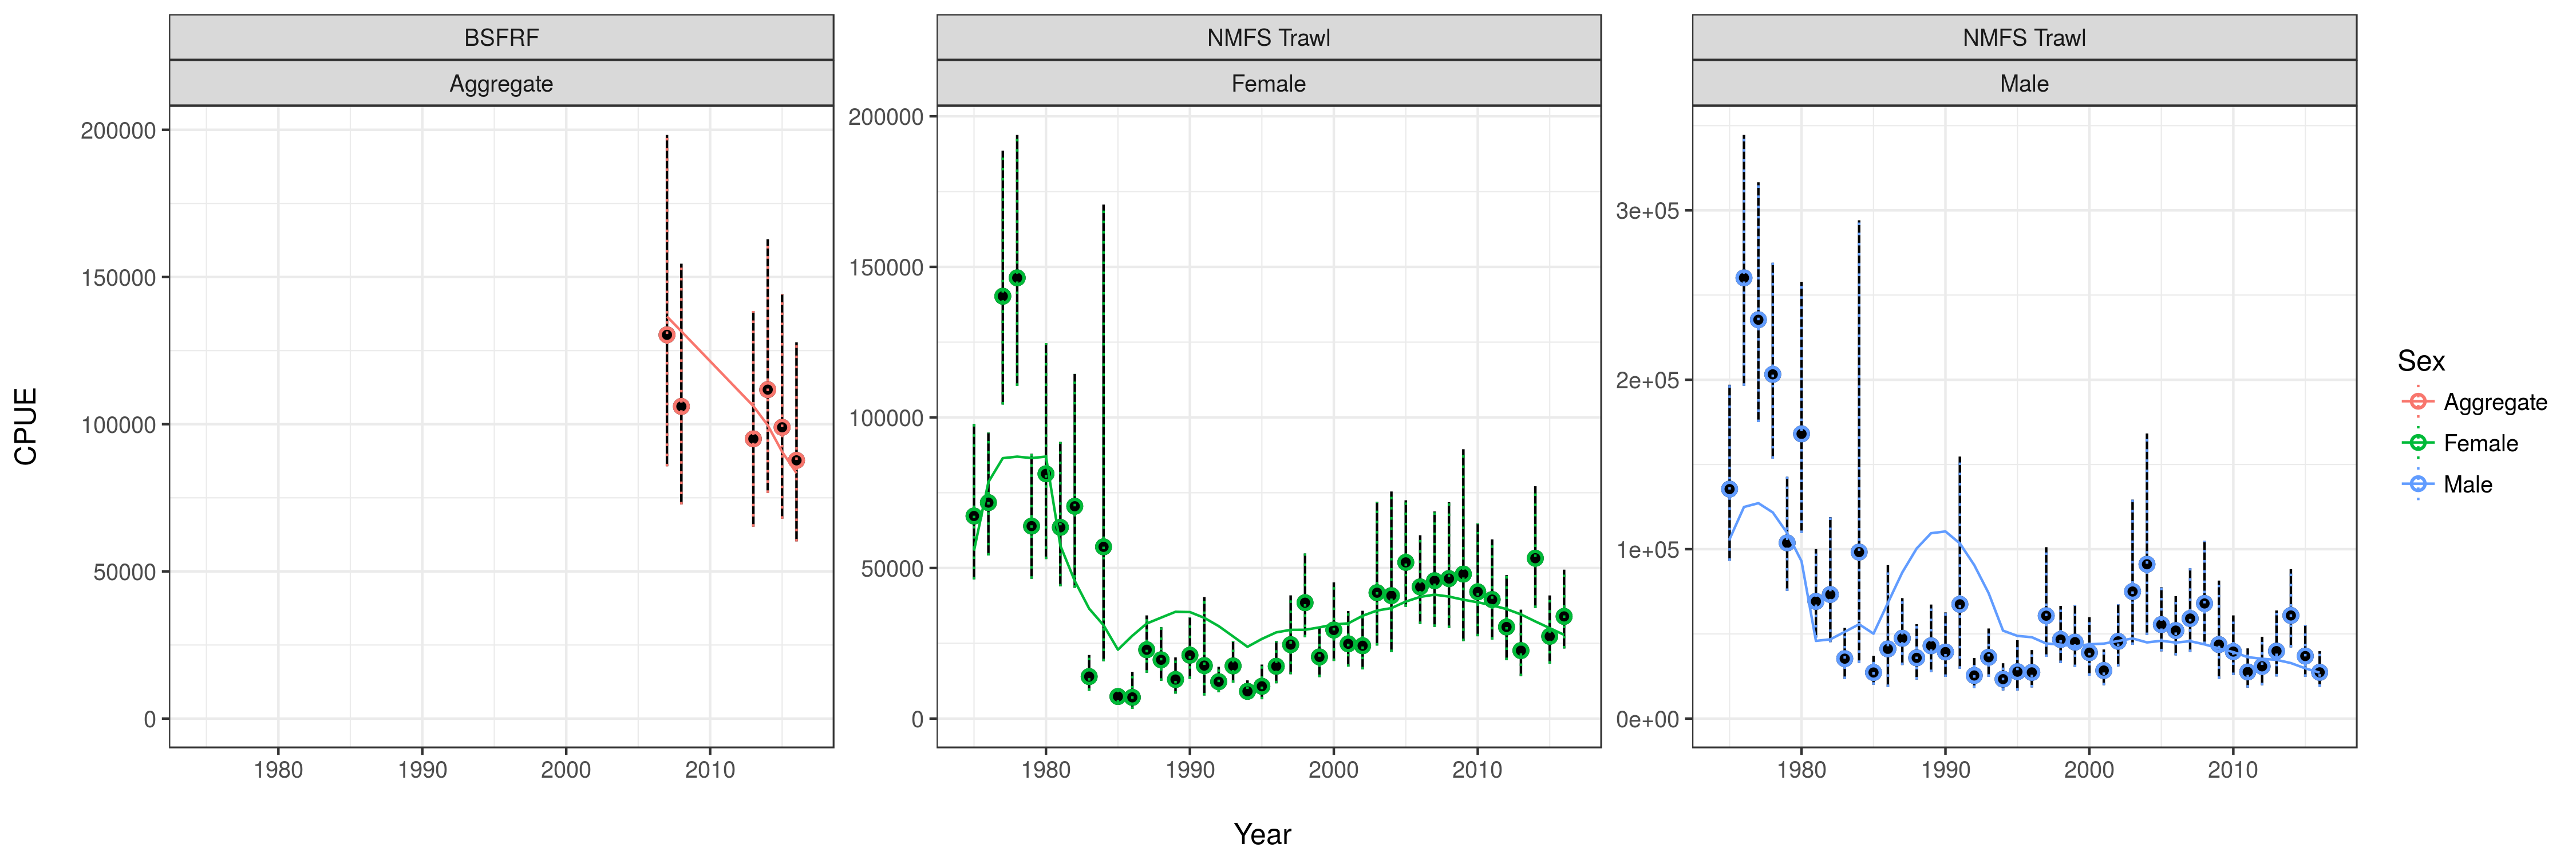 BSFRF
Aggregate
NMFS Trawl
Female
NMFS Trawl
Male
CPUE
200000
150000
100000
50000
0
1980 1990 2000 2010
200000
150000
100000
50000
0
1980 1990 2000 2010
3e+05
2e+05
1e+05
0e+00
1980 1990 2000 2010
Year
Sex
Aggregate
Female
Male